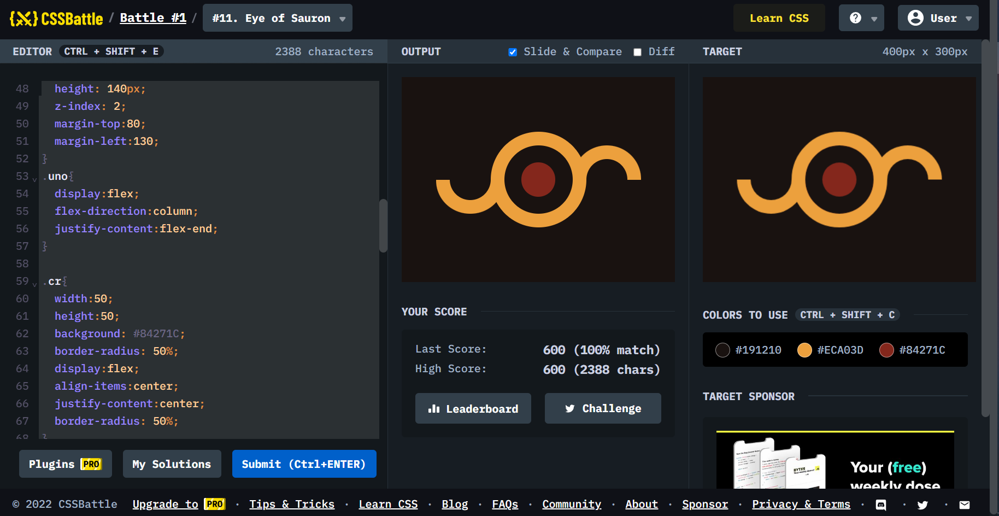 CSSBattle / Battle #1 / #11. Eye of Sauron
Learn CSS
?
User
EDITOR CTRL + SHIFT + E 2388 characters
OUTPUT Slide & Compare Diff
TARGET 400px x 300px
48 height: 140px;
49 z-index: 2;
50 margin-top:80;
51 margin-left:130;
52 }
53 .uno{
54 display:flex;
55 flex-direction:column;
56 justify-content:flex-end;
57 }
58
59 .cr{
60 width:50;
61 height:50;
62 background: #84271C;
63 border-radius: 50%;
64 display:flex;
65 align-items:center;
66 justify-content:center;
67 border-radius: 50%;
68 }
Plugins PRO
My Solutions
Submit (Ctrl+ENTER)
YOUR SCORE
Last Score: 600 (100% match)
High Score: 600 (2388 chars)
Leaderboard
Challenge
COLORS TO USE CTRL + SHIFT + C
#191210 #ECA03D #84271C
TARGET SPONSOR
BYTES
Your (free)
weekly dose
© 2022 CSSBattle Upgrade to PRO · Tips & Tricks · Learn CSS · Blog · FAQs · Community · About · Sponsor · Privacy & Terms · · ·